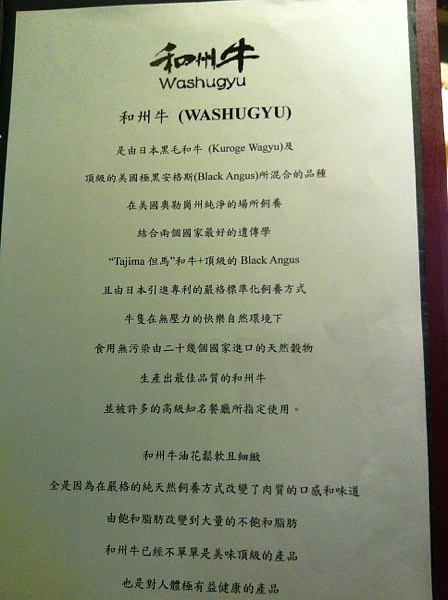 和州牛
Washugyu
和州牛 (WASHUGYU)
是由日本黑毛和牛 (Kuroge Wagyu)及
頂級的美國極黑安格斯(Black Angus)所混合的品種
在美國奧勒崗州純淨的場所飼養
結合兩個國家最好的遺傳學
“Tajima 但馬”和牛+頂級的 Black Angus
且由日本引進專利的嚴格標準化飼養方式
牛隻在無壓力的快樂自然環境下
食用無污染由二十幾個國家進口的天然穀物
生產出最佳品質的和州牛
並被許多的高級知名餐廳所指定使用。
和州牛油花鬆軟且細緻
全是因為在嚴格的純天然飼養方式改變了肉質的口感和味道
由飽和脂肪改變到大量的不飽和脂肪
和州牛已經不單單是美味頂級的產品
也是對人體極有益健康的產品